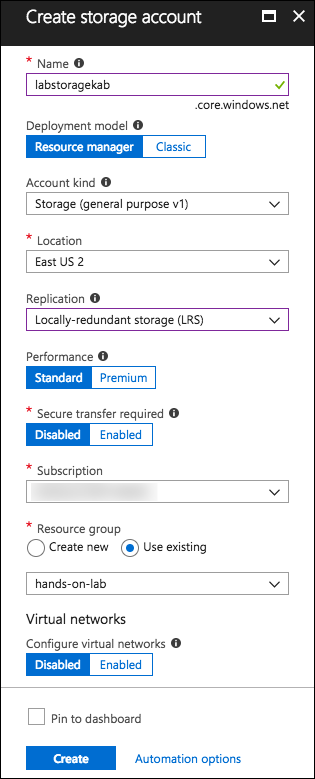 Create storage account
* Name
labstoragekab
.core.windows.net
Deployment model
Resource manager Classic
Account kind
Storage (general purpose v1)
* Location
East US 2
Replication
Locally-redundant storage (LRS)
Performance
Standard Premium
* Secure transfer required
Disabled Enabled
* Subscription
* Resource group
Create new Use existing
hands-on-lab
Virtual networks
Configure virtual networks
Disabled Enabled
Pin to dashboard
Create Automation options